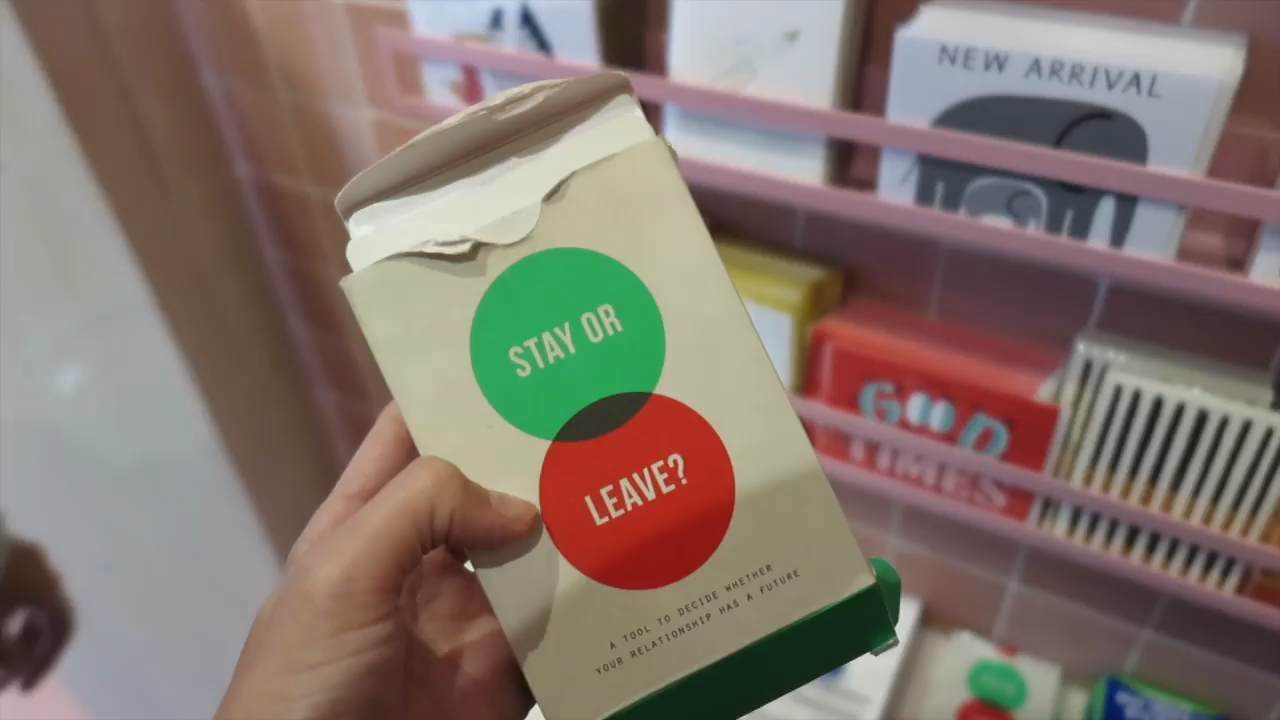 NEW ARRIVAL
STAY OR
LEAVE?
A TOOL TO DECIDE WHETHER
YOUR RELATIONSHIP HAS A FUTURE
GOOD
TIMES